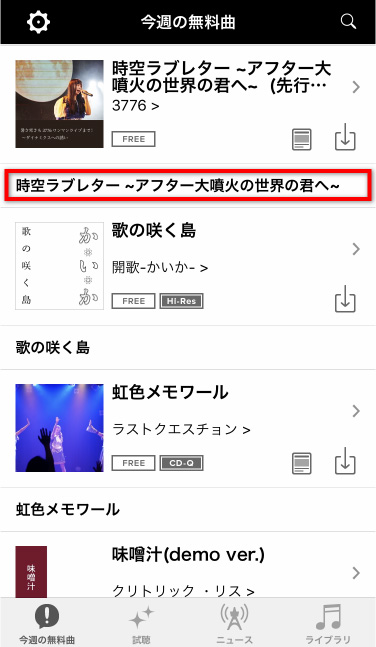 今週の無料曲
時空ラブレター ~アフター大
噴火の世界の君へ~（先行…
3776 >
FREE
時空ラブレター ~アフター大噴火の世界の君へ~
歌の咲く島
かいか
歌の咲く島
開歌-かいか- >
FREE Hi-Res
歌の咲く島
虹色メモワール
ラストクエスチョン >
FREE CD-Q
虹色メモワール
味噌汁
味噌汁(demo ver.)
クリトリック・リス >
今週の無料曲 試聴 ニュース ライブラリ